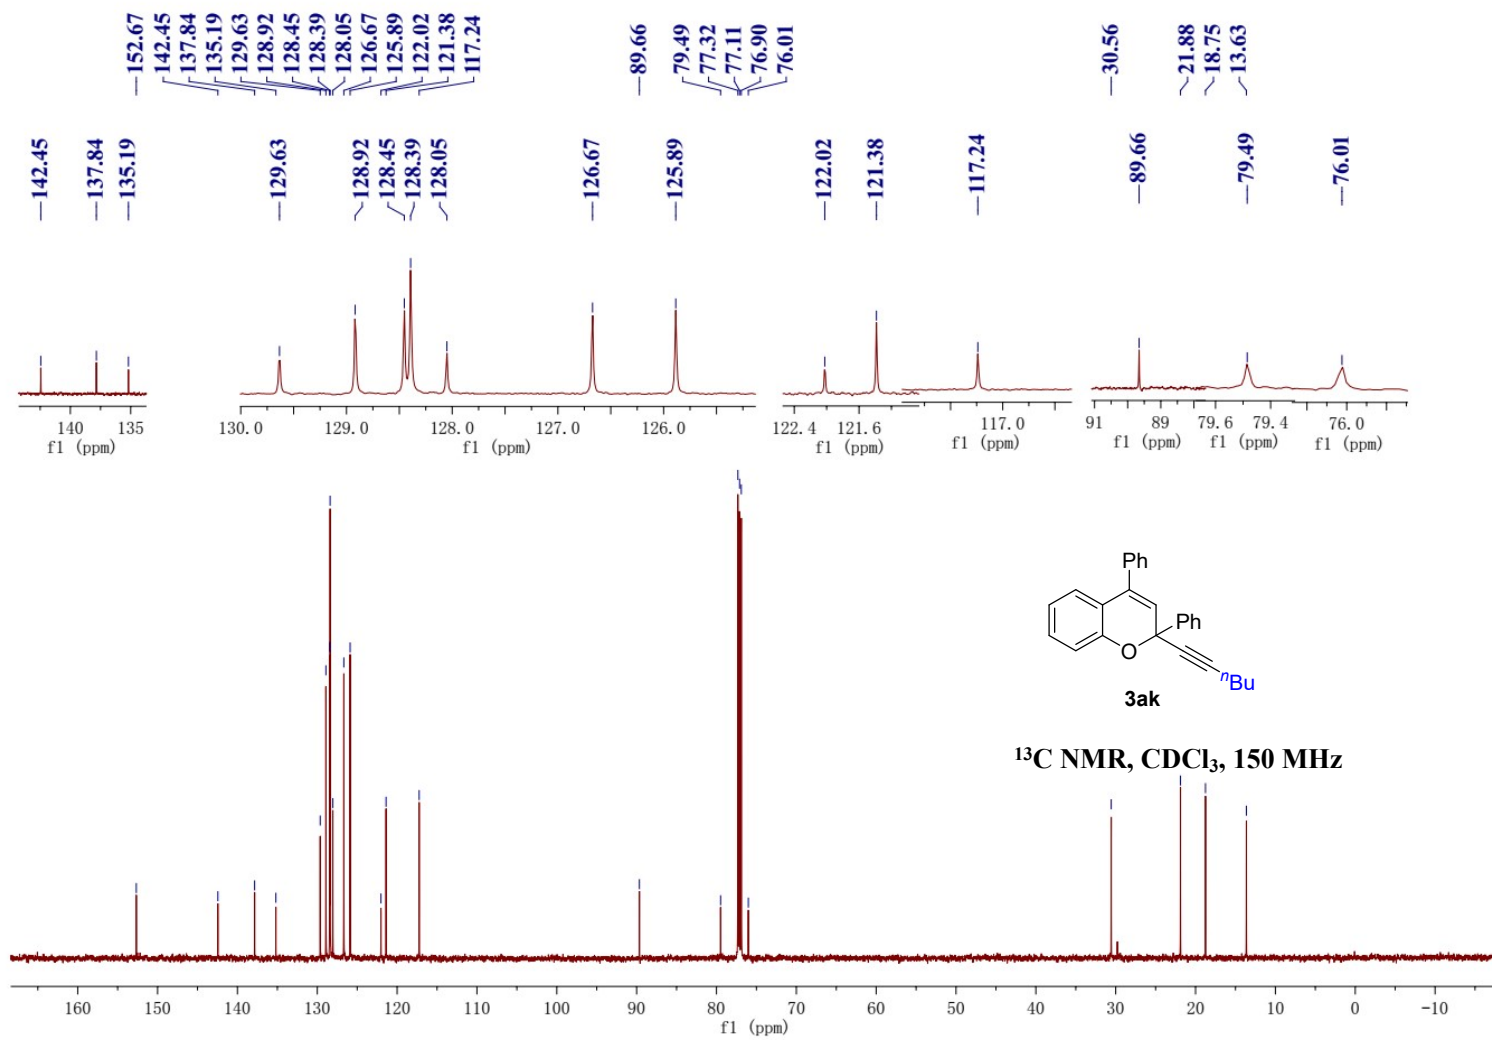 152.67 142.45 137.84 135.19 129.63 128.92 128.45 128.39 128.05 126.67 125.89 122.02 121.38 117.24 89.66 79.49 77.32 77.11 76.90 76.01 30.56 21.88 18.75 13.63
142.45 137.84 135.19 129.63 128.92 128.45 128.39 128.05 126.67 125.89 122.02 121.38 117.24 89.66 79.49 76.01
140 135 130.0 129.0 128.0 127.0 126.0 122.4 121.6 117.0 91 89 79.6 79.4 76.0
f1 (ppm) f1 (ppm) f1 (ppm) f1 (ppm) f1 (ppm) f1 (ppm) f1 (ppm)
Ph
Ph
O
nBu
3ak
13C NMR, CDCl3, 150 MHz
160 150 140 130 120 110 100 90 80 70 60 50 40 30 20 10 0 -10
f1 (ppm)